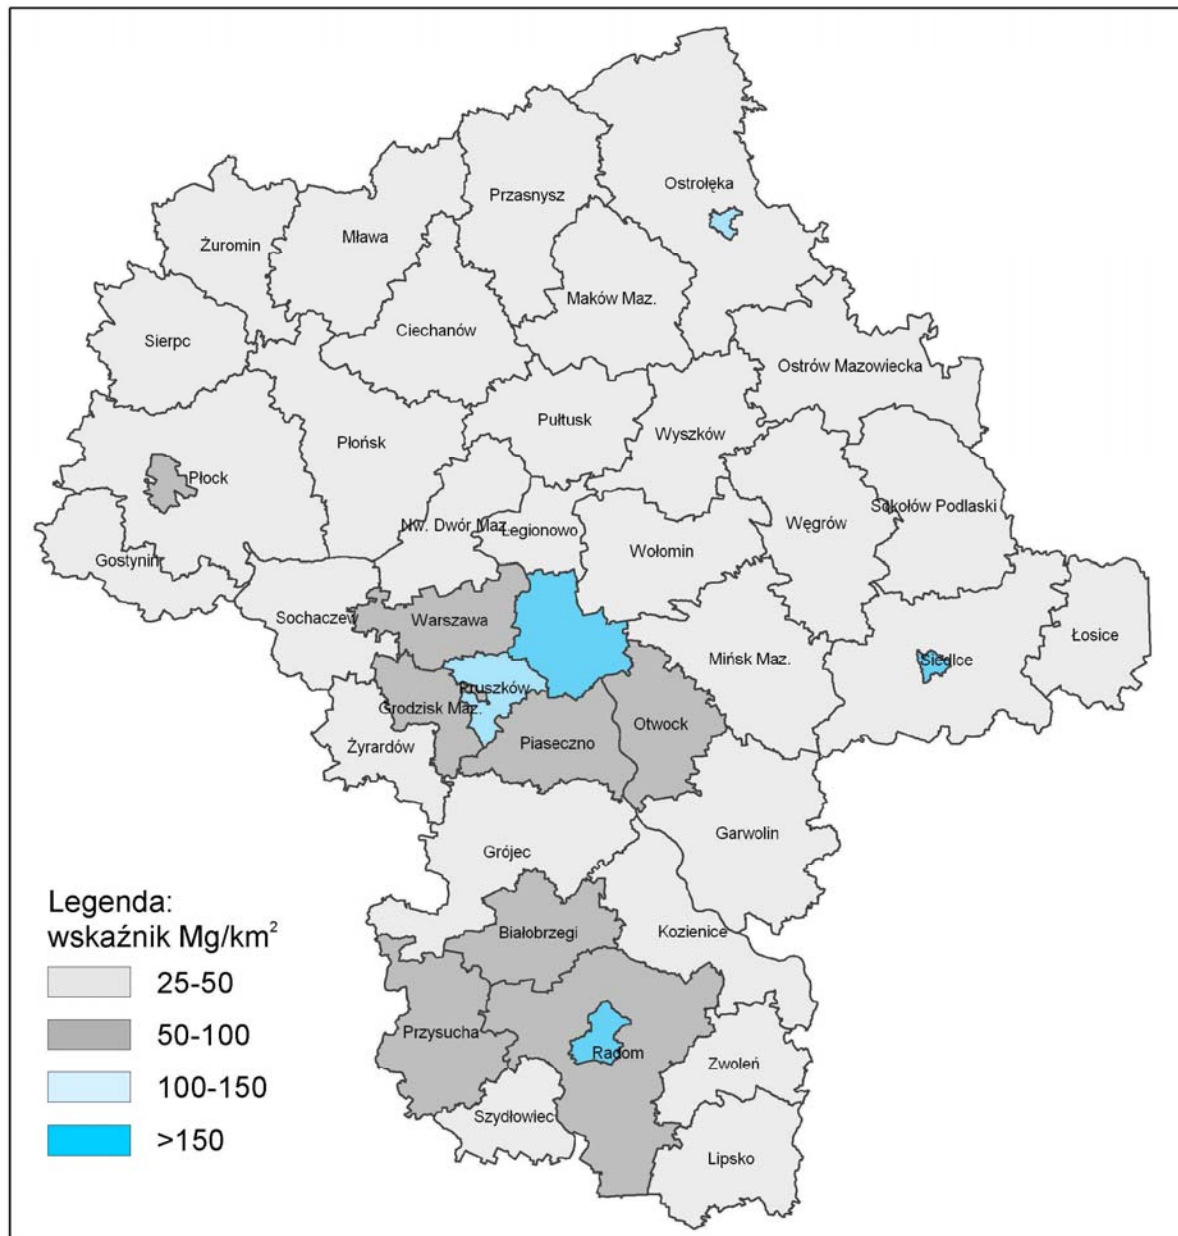 Ostrołęka
Przasnysz
Mława
Żuromin
Maków Maz.
Ciechanów
Sierpc
Ostrów Mazowiecka
Pułtusk
Wyszków
Płońsk
Płock
Sokołów Podlaski
Węgrów
Nw. Dwór Maz.
Legionowo
Wołomin
Gostynin
Sochaczew
Warszawa
Łosice
Mińsk Maz.
Siedlce
Pruszków
Grodzisk Maz.
Otwock
Żyrardów
Piaseczno
Garwolin
Grójec
Białobrzegi
Kozienice
Przysucha
Radom
Zwoleń
Szydłowiec
Lipsko
Legenda:
wskaźnik Mg/km²
25-50
50-100
100-150
>150